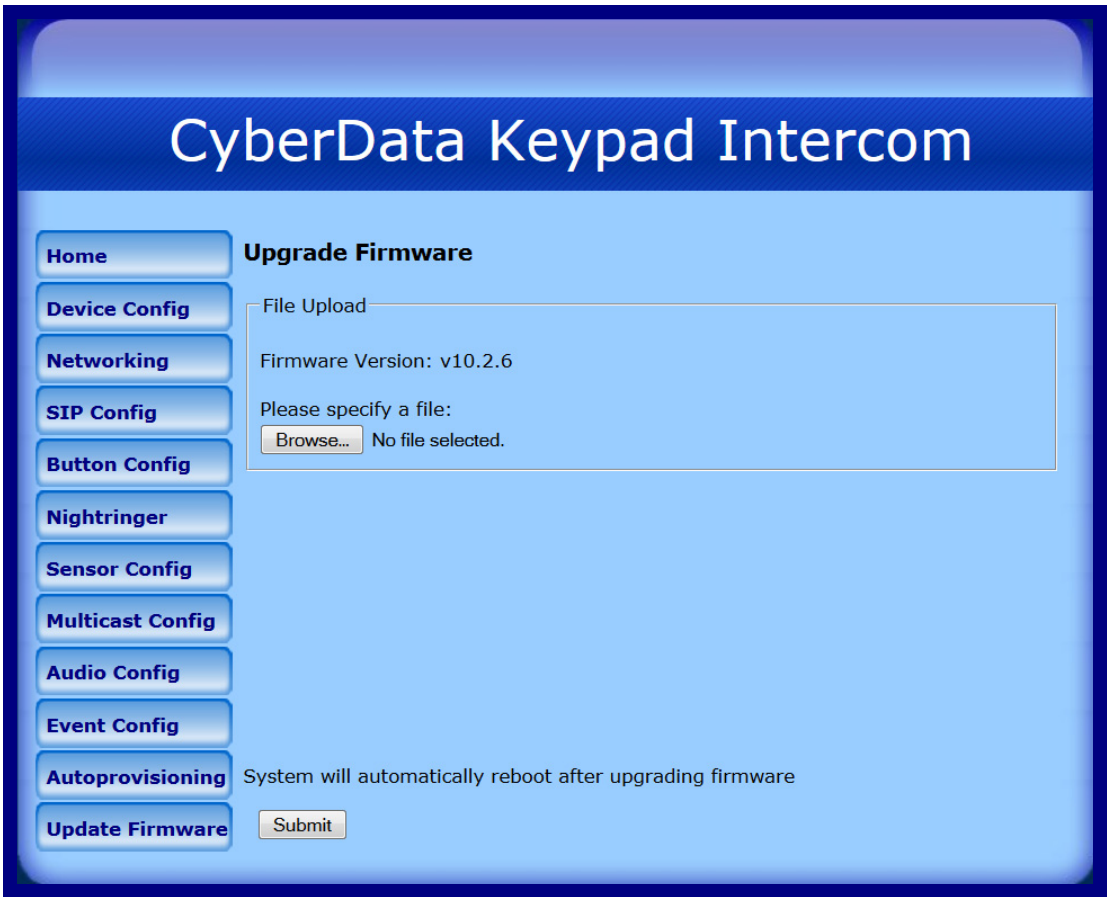 CyberData Keypad Intercom
Home
Device Config
Networking
SIP Config
Button Config
Nightringer
Sensor Config
Multicast Config
Audio Config
Event Config
Autoprovisioning
Update Firmware
Upgrade Firmware
File Upload
Firmware Version: v10.2.6
Please specify a file:
Browse... No file selected.
System will automatically reboot after upgrading firmware
Submit